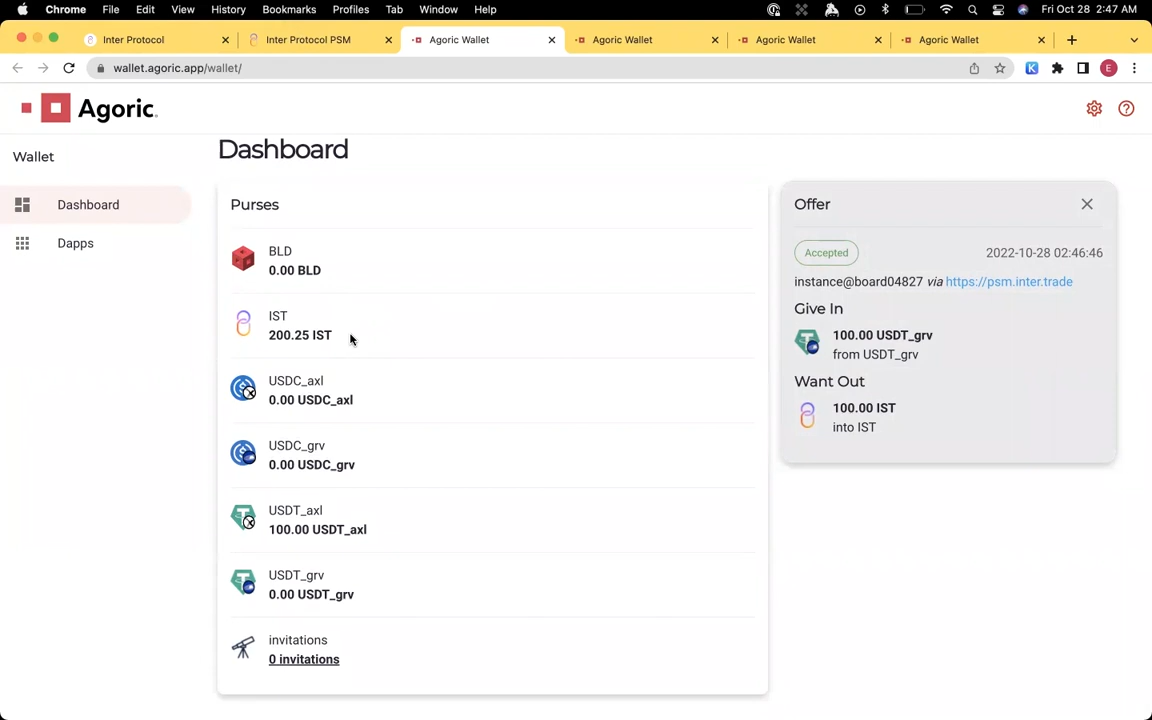 Chrome File Edit View History Bookmarks Profiles Tab Window Help Fri Oct 28 2:47 AM
Inter Protocol Inter Protocol PSM Agoric Wallet Agoric Wallet Agoric Wallet Agoric Wallet
wallet.agoric.app/wallet/ K E
Agoric
Wallet
Dashboard
Dapps
Dashboard
Purses
BLD
0.00 BLD
IST
200.25 IST
USDC_axl
0.00 USDC_axl
USDC_grv
0.00 USDC_grv
USDT_axl
100.00 USDT_axl
USDT_grv
0.00 USDT_grv
invitations
0 invitations
Offer
Accepted 2022-10-28 02:46:46
instance@board04827 via https://psm.inter.trade
Give In
100.00 USDT_grv
from USDT_grv
Want Out
100.00 IST
into IST